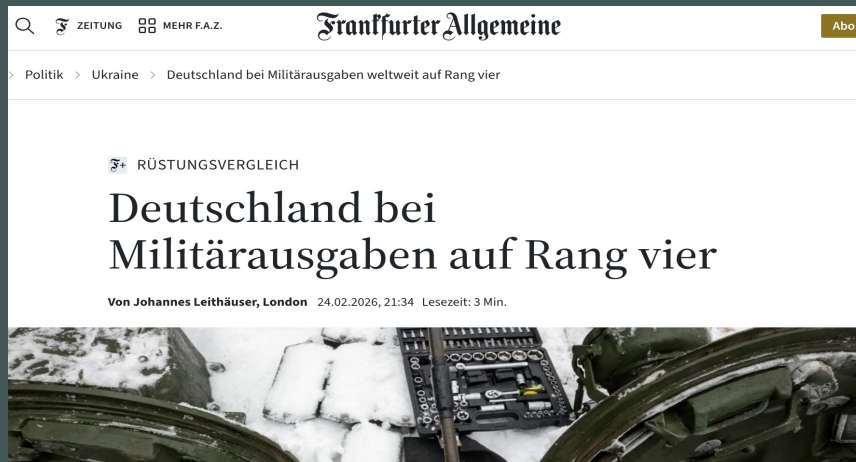 ZEITUNG MEHR F.A.Z. Frankfurter Allgemeine Abo
Politik > Ukraine > Deutschland bei Militärausgaben weltweit auf Rang vier
F+ RÜSTUNGSVERGLEICH
Deutschland bei
Militärausgaben auf Rang vier
Von Johannes Leithäuser, London 24.02.2026, 21:34 Lesezeit: 3 Min.